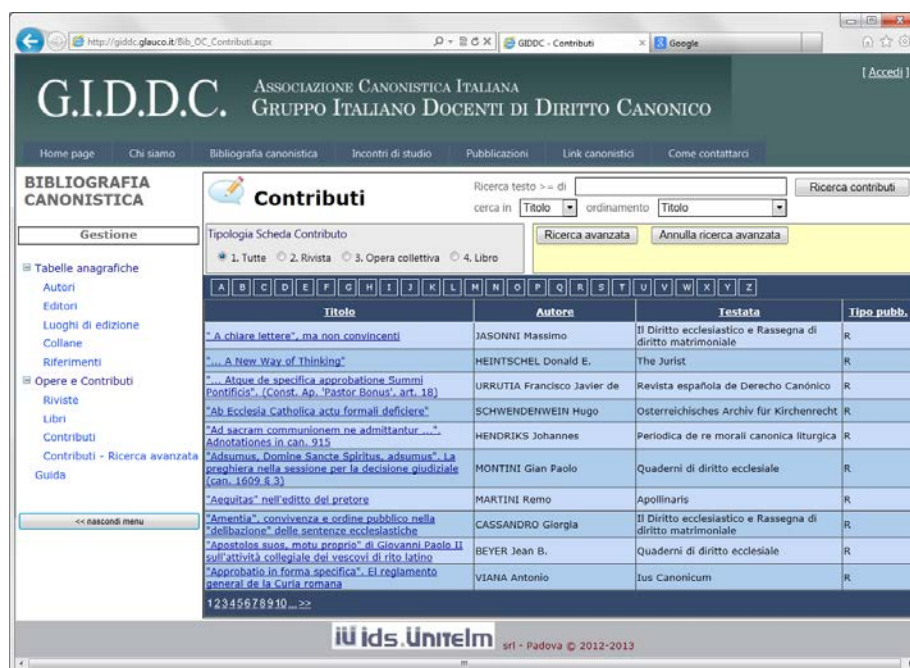 http://giddc.glauco.it/Bib_OC_Contributi.aspx
GIDDC - Contributi
Google
[ Accedi ]
G.I.D.D.C.
ASSOCIAZIONE CANONISTICA ITALIANA
GRUPPO ITALIANO DOCENTI DI DIRITTO CANONICO
Home page Chi siamo Bibliografia canonistica Incontri di studio Pubblicazioni Link canonistici Come contattarci
BIBLIOGRAFIA
CANONISTICA
Gestione
Tabelle anagrafiche
Autori
Editori
Luoghi di edizione
Collane
Riferimenti
Opere e Contributi
Riviste
Libri
Contributi
Contributi - Ricerca avanzata
Guida
<< nascondi menu
Contributi
Ricerca testo >= di
Ricerca contributi
cerca in Titolo ordinamento Titolo
Tipologia Scheda Contributo
1. Tutte 2. Rivista 3. Opera collettiva 4. Libro
Ricerca avanzata Annulla ricerca avanzata
A B C D E F G H I J K L M N O P Q R S T U V W X Y Z
Titolo Autore Testata Tipo pubb.
" A chiare lettere", ma non convincenti JASONNI Massimo Il Diritto ecclesiastico e Rassegna di R
diritto matrimoniale
"... A New Way of Thinking" HEINTSCHEL Donald E. The Jurist R
"... Atque de specifica approbatione Summi
Pontificis". (Const. Ap. 'Pastor Bonus', art. 18) URRUTIA Francisco Javier de Revista española de Derecho Canónico R
"Ab Ecclesia Catholica actu formali deficere" SCHWENDENWEIN Hugo Osterreichisches Archiv für Kirchenrecht R
"Ad sacram communionem ne admittantur ...".
Adnotationes in can. 915 HENDRIKS Johannes Periodica de re morali canonica liturgica R
"Adsumus, Domine Sancte Spiritus, adsumus". La
preghiera nella sessione per la decisione giudiziale MONTINI Gian Paolo Quaderni di diritto ecclesiale R
(can. 1609 § 3)
"Aequitas" nell'editto del pretore MARTINI Remo Apollinaris R
"Amentia", convivenza e ordine pubblico nella CASSANDRO Giorgia Il Diritto ecclesiastico e Rassegna di R
"delibazione" delle sentenze ecclesiastiche diritto matrimoniale
"Apostolos suos, motu proprio" di Giovanni Paolo II
sull'attività collegiale dei vescovi di rito latino BEYER Jean B. Quaderni di diritto ecclesiale R
"Approbatio in forma specifica". El reglamento
general de la Curia romana VIANA Antonio Ius Canonicum R
1 2 3 4 5 6 7 8 9 10 ... >>
iU ids.Unitelm srl - Padova © 2012-2013